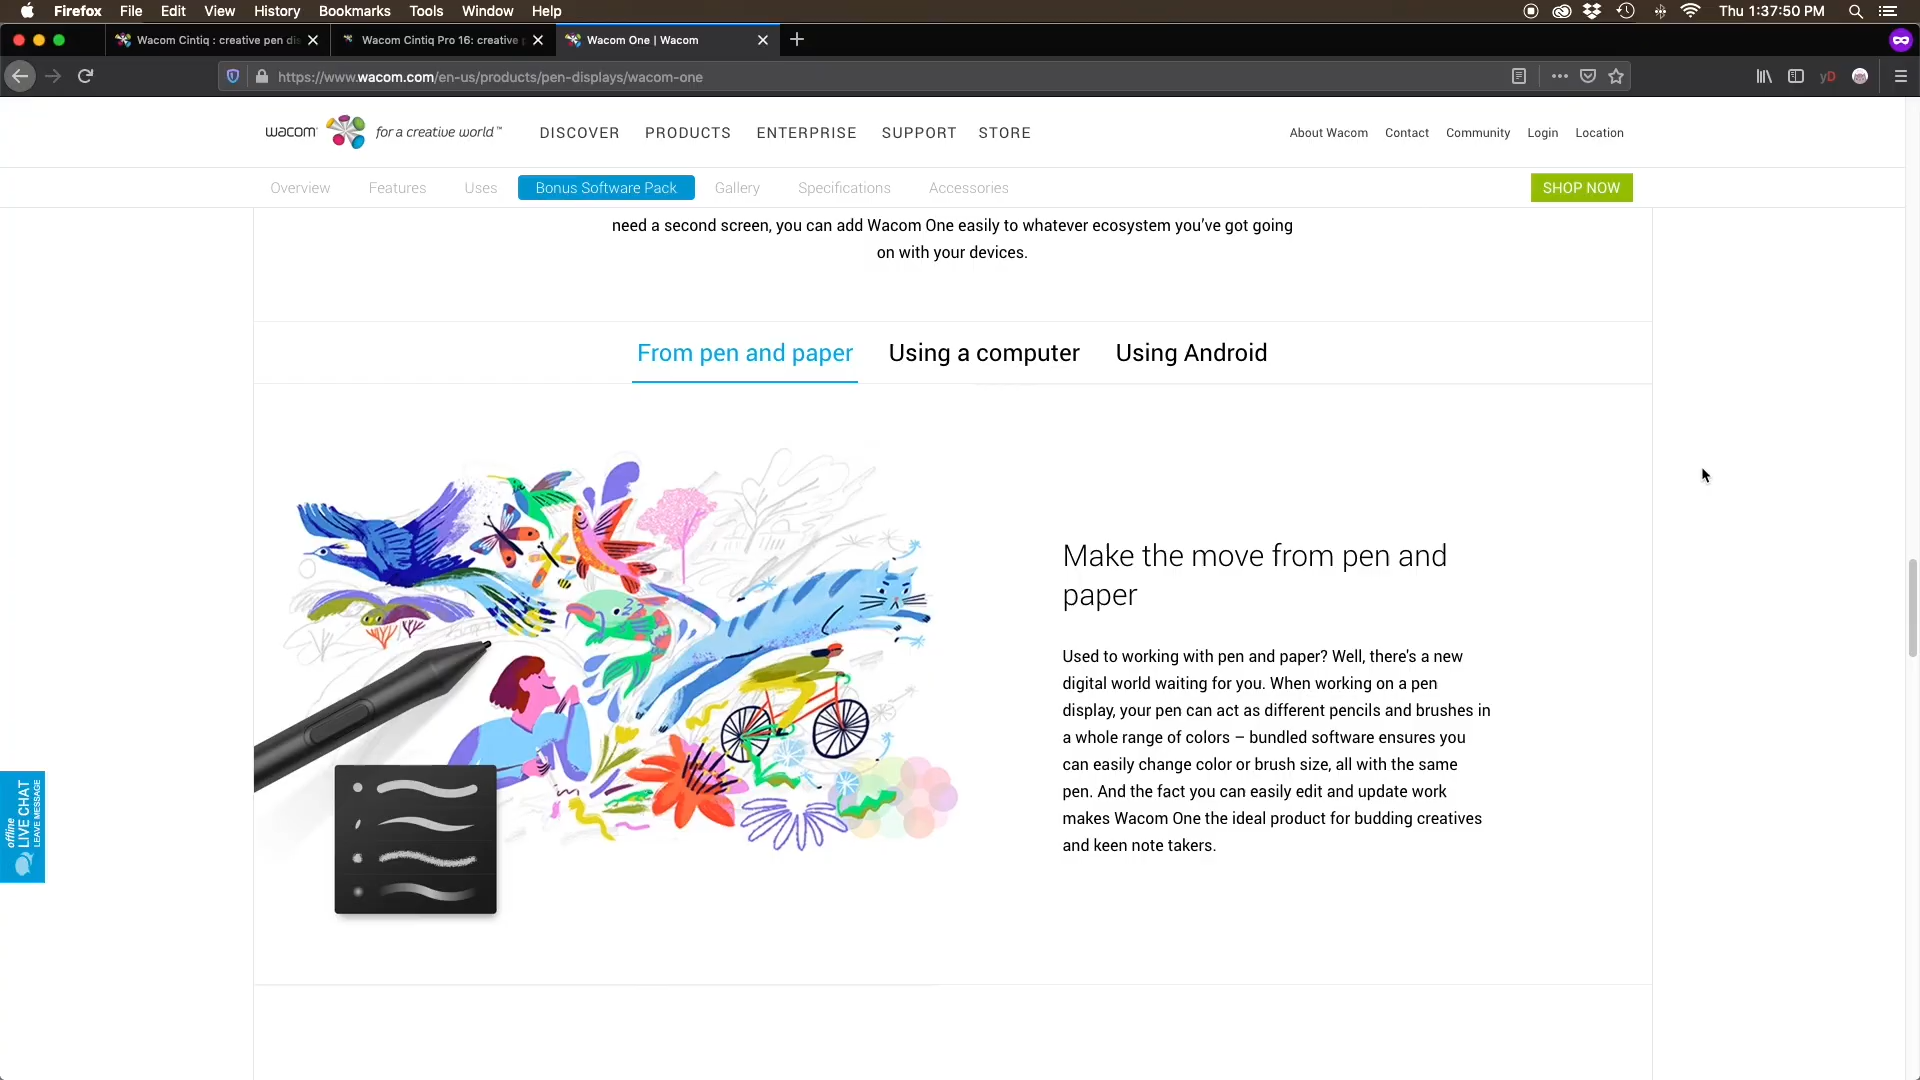 Firefox File Edit View History Bookmarks Tools Window Help Thu 1:37:50 PM
Wacom Cintiq : creative pen di Wacom Cintiq Pro 16: creative p Wacom One | Wacom
https://www.wacom.com/en-us/products/pen-displays/wacom-one
wacom for a creative world™ DISCOVER PRODUCTS ENTERPRISE SUPPORT STORE About Wacom Contact Community Login Location
Overview Features Uses Bonus Software Pack Gallery Specifications Accessories SHOP NOW
need a second screen, you can add Wacom One easily to whatever ecosystem you’ve got going
on with your devices.
From pen and paper Using a computer Using Android
Make the move from pen and
paper
Used to working with pen and paper? Well, there's a new
digital world waiting for you. When working on a pen
display, your pen can act as different pencils and brushes in
a whole range of colors – bundled software ensures you
can easily change color or brush size, all with the same
pen. And the fact you can easily edit and update work
makes Wacom One the ideal product for budding creatives
and keen note takers.
offline
LIVE CHAT
LEAVE MESSAGE
yD